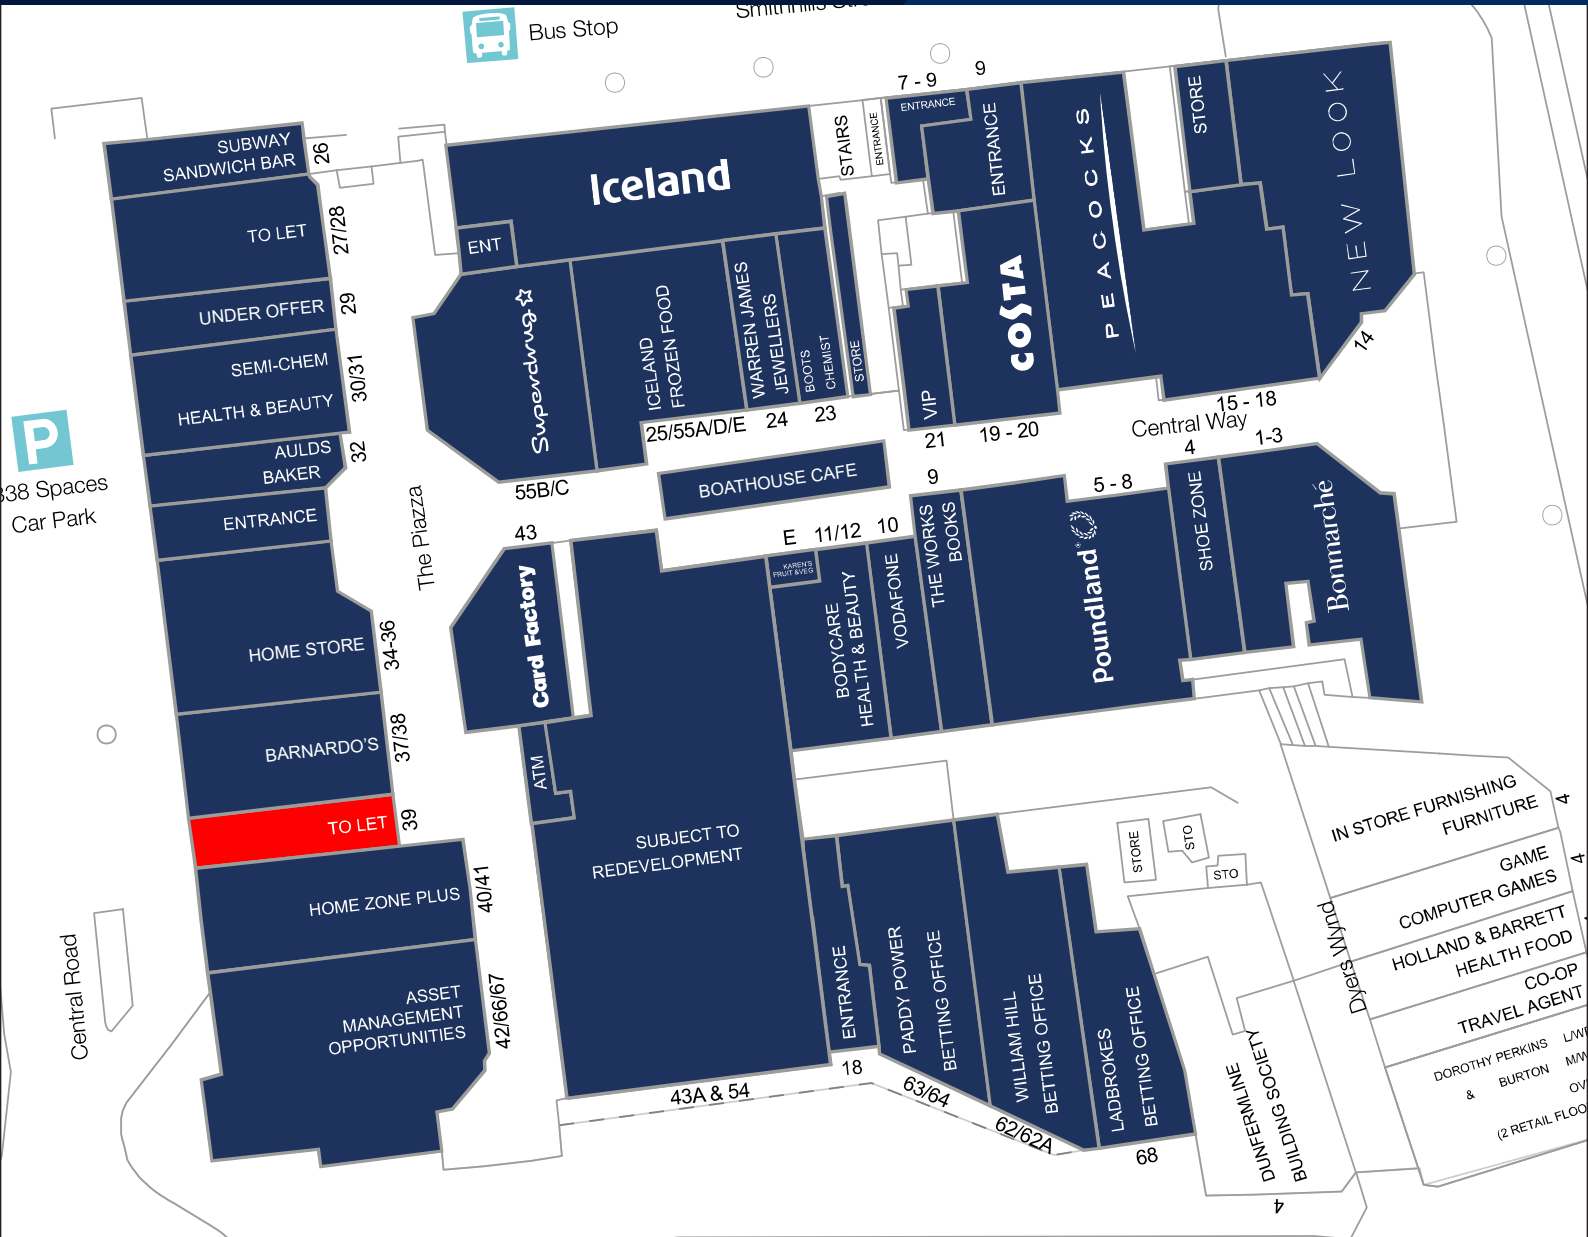 Bus Stop
SUBWAY
SANDWICH BAR
26
TO LET
27/28
UNDER OFFER
29
SEMI-CHEM
HEALTH & BEAUTY
30/31
AULDS
BAKER
32
ENTRANCE
HOME STORE
34-36
BARNARDO'S
37/38
TO LET
39
HOME ZONE PLUS
40/41
ASSET
MANAGEMENT
OPPORTUNITIES
42/66/67
P
338 Spaces
Car Park
Central Road
The Piazza
Iceland
ENT
Superdrug
55B/C
ICELAND
FROZEN FOOD
25/55A/D/E
WARREN JAMES
JEWELLERS
24
BOOTS
CHEMIST
23
STORE
STAIRS
ENTRANCE
7 - 9
ENTRANCE
9
ENTRANCE
PEACOCKS
STORE
NEW LOOK
14
15 - 18
COSTA
19 - 20
VIP
21
Central Way
BOATHOUSE CAFE
43
Card Factory
ATM
SUBJECT TO
REDEVELOPMENT
43A & 54
E
KAREN'S
FRUIT &VEG
11/12
BODYCARE
HEALTH & BEAUTY
10
VODAFONE
9
THE WORKS
BOOKS
5 - 8
Poundland
4
SHOE ZONE
1-3
Bonmarché
ENTRANCE
18
PADDY POWER
BETTING OFFICE
63/64
WILLIAM HILL
BETTING OFFICE
62/62A
LADBROKES
BETTING OFFICE
68
STORE
STO
STO
DUNFERMLINE
BUILDING SOCIETY
4
Dyers Wynd
IN STORE FURNISHING
FURNITURE
4
GAME
COMPUTER GAMES
4
HOLLAND & BARRETT
HEALTH FOOD
CO-OP
TRAVEL AGENT
DOROTHY PERKINS
& BURTON
(2 RETAIL FLOO